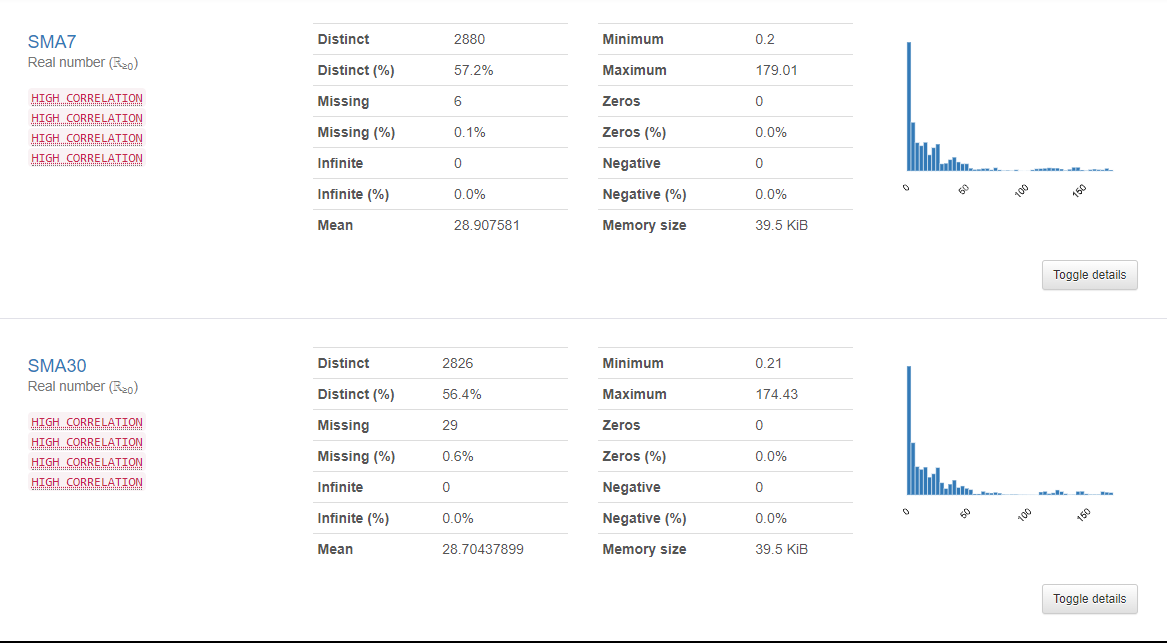 SMA7
Real number (ℝ≥0)
HIGH CORRELATION
HIGH CORRELATION
HIGH CORRELATION
HIGH CORRELATION
Distinct 2880
Distinct (%) 57.2%
Missing 6
Missing (%) 0.1%
Infinite 0
Infinite (%) 0.0%
Mean 28.907581
Minimum 0.2
Maximum 179.01
Zeros 0
Zeros (%) 0.0%
Negative 0
Negative (%) 0.0%
Memory size 39.5 KiB
0 50 100 150
Toggle details
SMA30
Real number (ℝ≥0)
HIGH CORRELATION
HIGH CORRELATION
HIGH CORRELATION
HIGH CORRELATION
Distinct 2826
Distinct (%) 56.4%
Missing 29
Missing (%) 0.6%
Infinite 0
Infinite (%) 0.0%
Mean 28.70437899
Minimum 0.21
Maximum 174.43
Zeros 0
Zeros (%) 0.0%
Negative 0
Negative (%) 0.0%
Memory size 39.5 KiB
0 50 100 150
Toggle details